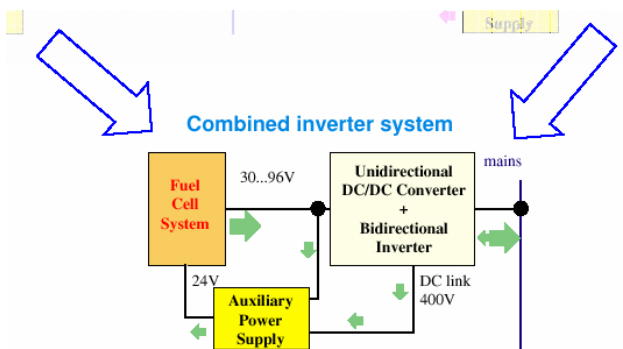 Supply
Combined inverter system
mains
Fuel
Cell
System
30...96V
Unidirectional
DC/DC Converter
+
Bidirectional
Inverter
24V
DC link
400V
Auxiliary
Power
Supply